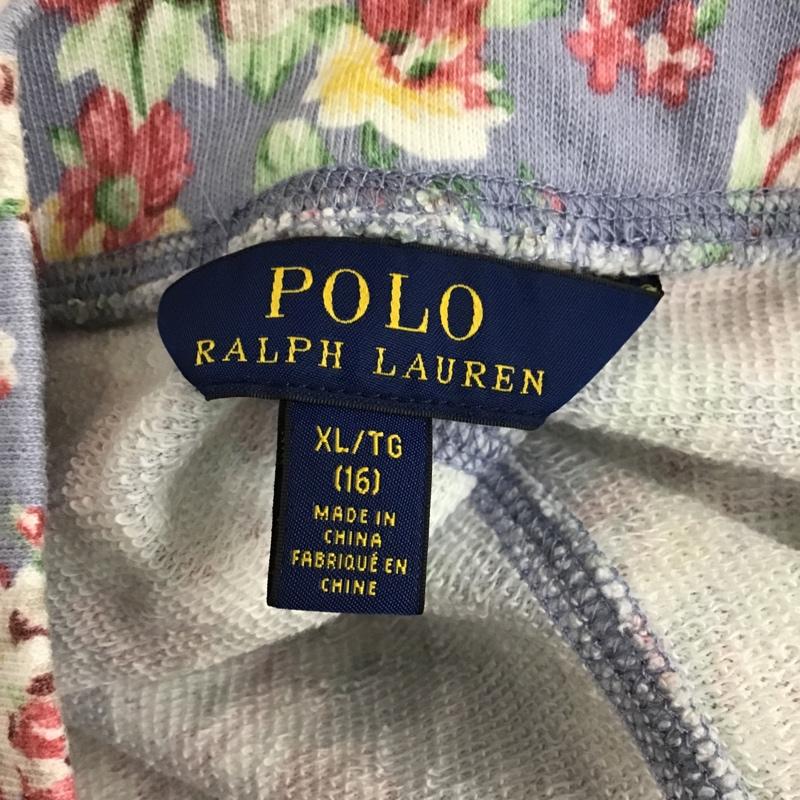 POLO
RALPH LAUREN
XL/TG
(16)
MADE IN
CHINA
FABRIQUÉ EN
CHINE